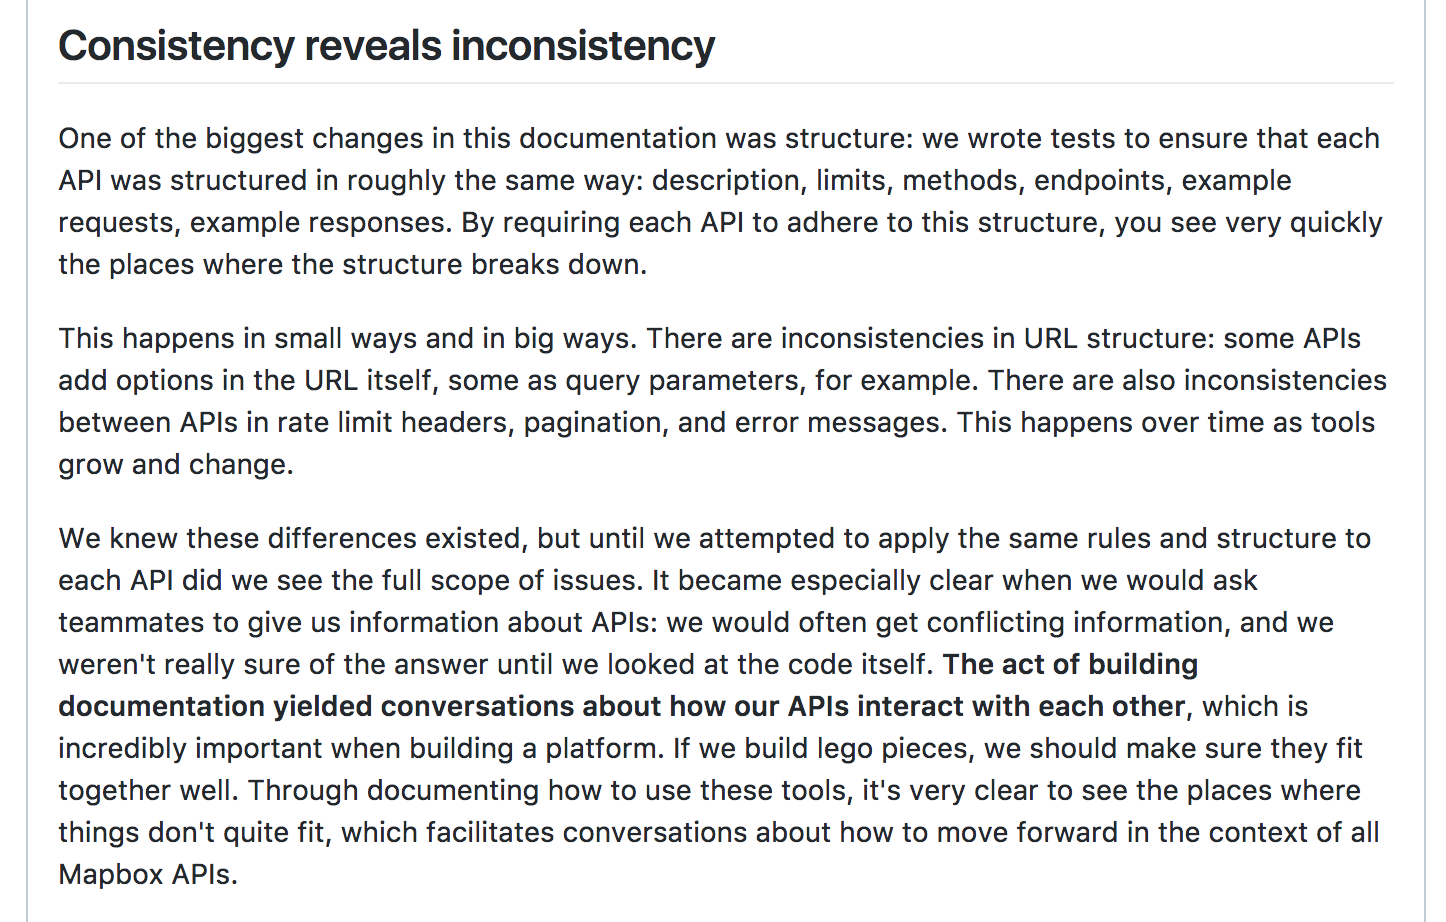 Consistency reveals inconsistency
One of the biggest changes in this documentation was structure: we wrote tests to ensure that each
API was structured in roughly the same way: description, limits, methods, endpoints, example
requests, example responses. By requiring each API to adhere to this structure, you see very quickly
the places where the structure breaks down.
This happens in small ways and in big ways. There are inconsistencies in URL structure: some APIs
add options in the URL itself, some as query parameters, for example. There are also inconsistencies
between APIs in rate limit headers, pagination, and error messages. This happens over time as tools
grow and change.
We knew these differences existed, but until we attempted to apply the same rules and structure to
each API did we see the full scope of issues. It became especially clear when we would ask
teammates to give us information about APIs: we would often get conflicting information, and we
weren't really sure of the answer until we looked at the code itself. The act of building
documentation yielded conversations about how our APIs interact with each other, which is
incredibly important when building a platform. If we build lego pieces, we should make sure they fit
together well. Through documenting how to use these tools, it's very clear to see the places where
things don't quite fit, which facilitates conversations about how to move forward in the context of all
Mapbox APIs.